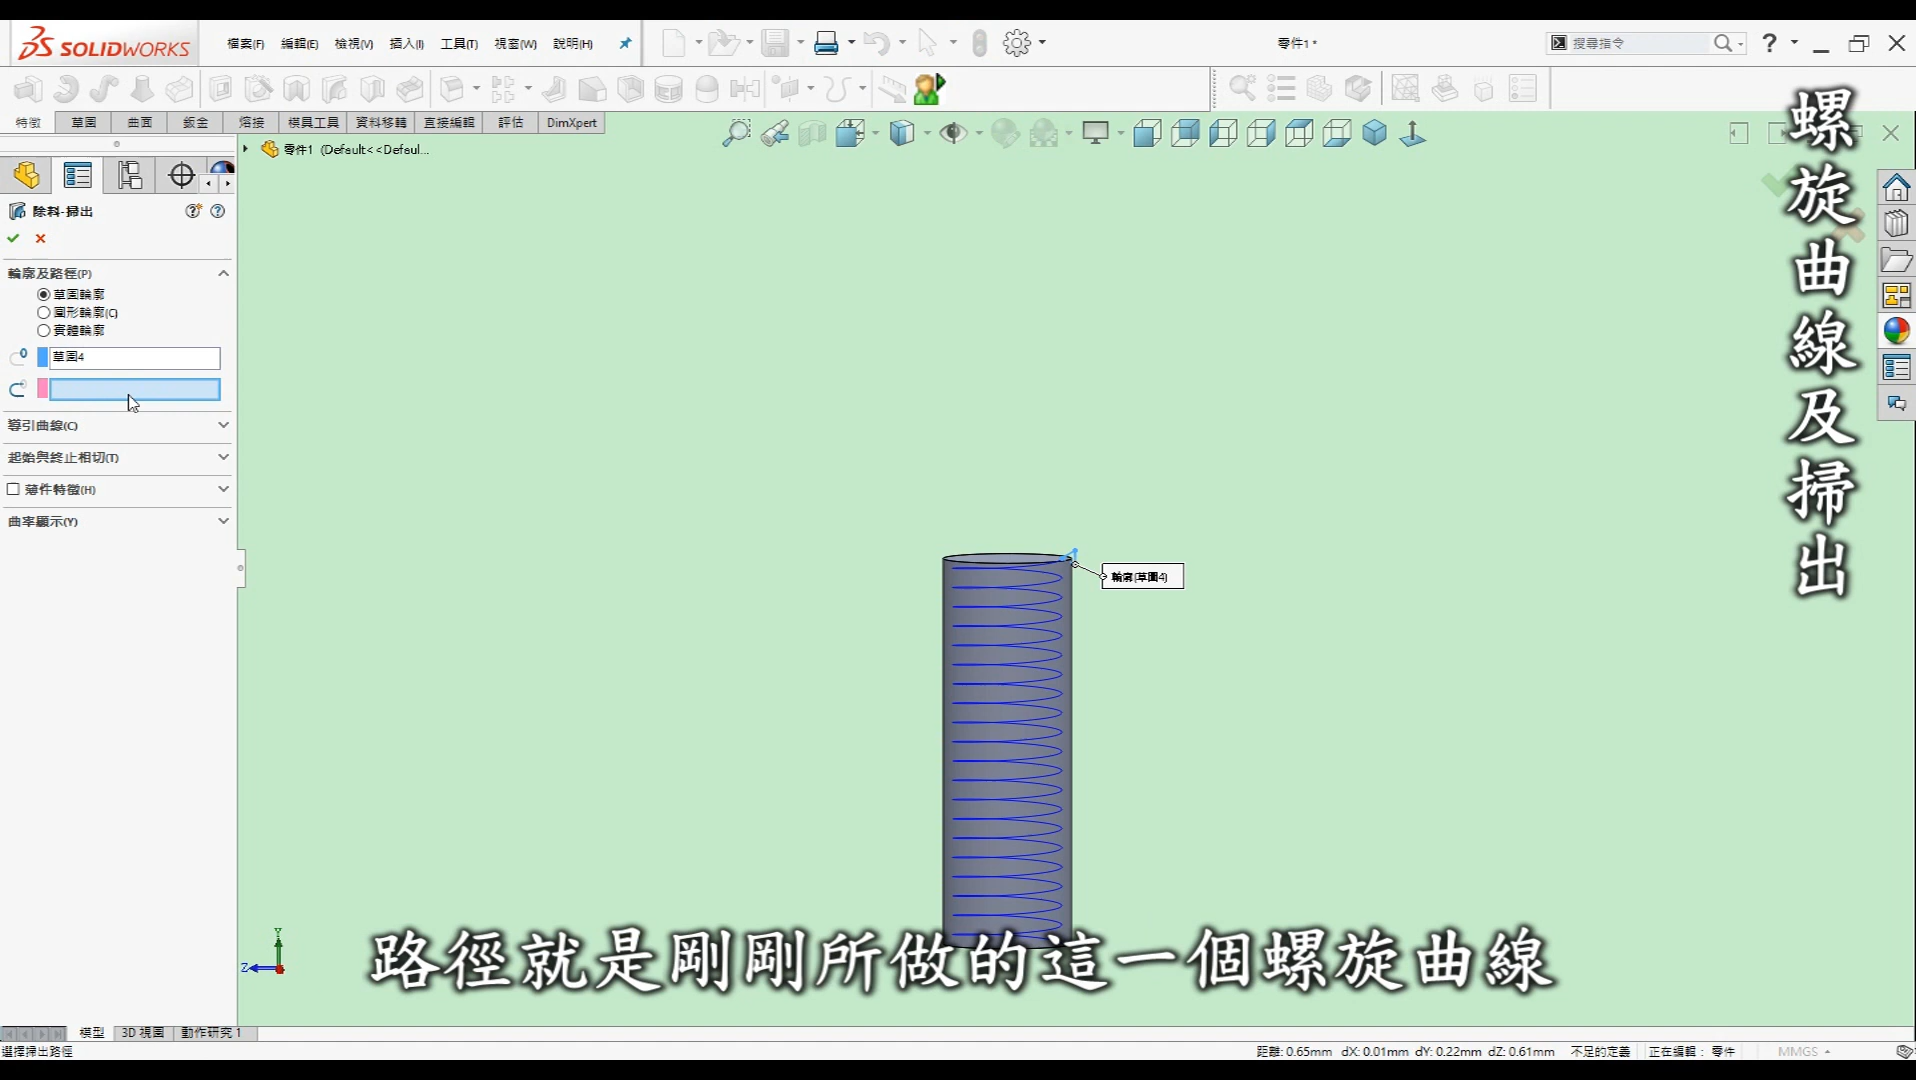 SOLIDWORKS
檔案(F) 編輯(E) 檢視(V) 插入(I) 工具(T) 視窗(W) 說明(H)
零件1 *
搜尋指令
特徵 草圖 曲面 鈑金 熔接 模具工具 資料移轉 直接編輯 評估 DimXpert
零件1 (Default<<Defaul...
除料-掃出
輪廓及路徑(P)
草圖輪廓
圓形輪廓(C)
實體輪廓
草圖4
導引曲線(C)
起始與終止相切(T)
薄件特徵(H)
曲率顯示(Y)
輪廓(草圖4)
螺旋曲線及掃出
Y
Z
路徑就是剛剛所做的這一個螺旋曲線
模型 3D 視圖 動作研究 1
選擇掃出路徑
距離: 0.65mm dX: 0.01mm dY: 0.22mm dZ: 0.61mm 不足的定義 正在編輯： 零件 MMGS